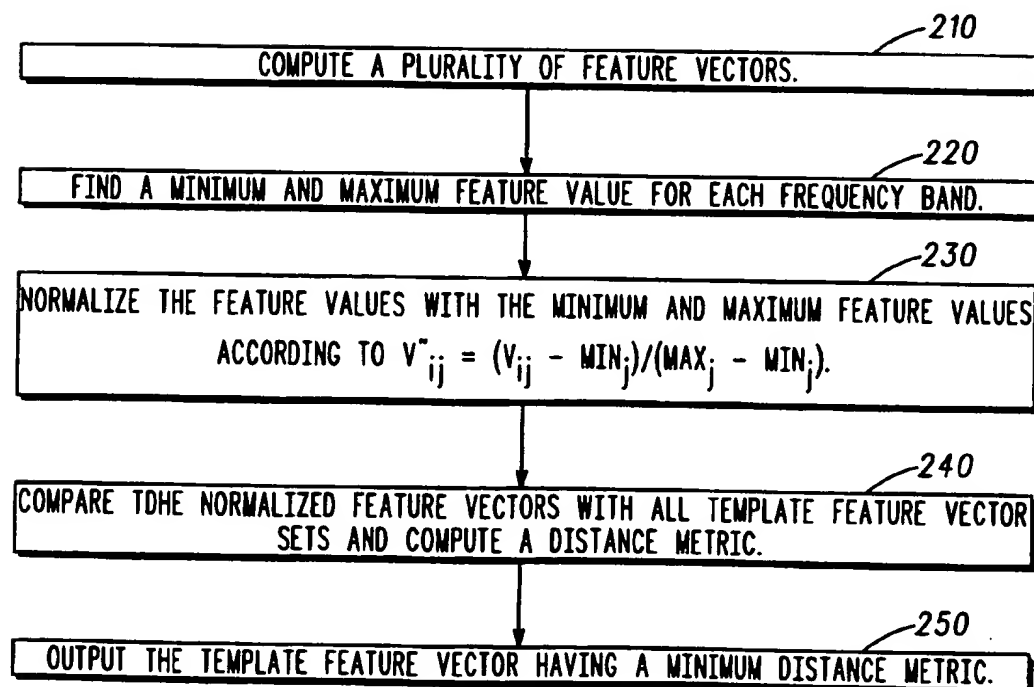 210
COMPUTE A PLURALITY OF FEATURE VECTORS.
220
FIND A MINIMUM AND MAXIMUM FEATURE VALUE FOR EACH FREQUENCY BAND.
230
NORMALIZE THE FEATURE VALUES WITH THE MINIMUM AND MAXIMUM FEATURE VALUES
ACCORDING TO V~ij = (Vij - MINj)/(MAXj - MINj).
240
COMPARE TDHE NORMALIZED FEATURE VECTORS WITH ALL TEMPLATE FEATURE VECTOR
SETS AND COMPUTE A DISTANCE METRIC.
250
OUTPUT THE TEMPLATE FEATURE VECTOR HAVING A MINIMUM DISTANCE METRIC.